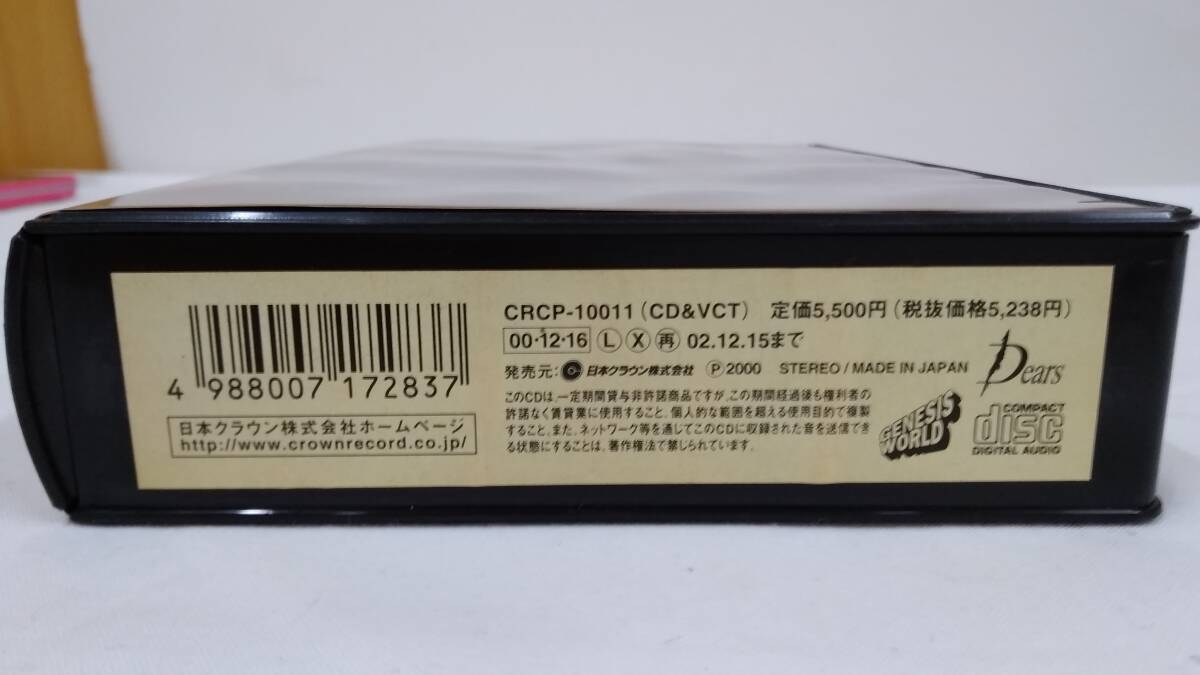 CRCP-10011(CD&VCT) 定価5,500円(税抜価格5,238円)
00・12・16 Ⓛ Ⓧ ㊢ 02.12.15まで
発売元: 日本クラウン株式会社 Ⓟ2000 STEREO/MADE IN JAPAN
Dears
このCDは、一定期間貸与非許諾商品ですが、この期間経過後も権利者の
許諾なく賃貸業に使用すること、個人的な範囲を超える使用目的で複製
すること、また、ネットワーク等を通じてこのCDに収録された音を送信でき
る状態にすることは、著作権法で禁じられています。
GENESIS
WORLD
COMPACT
disc
DIGITAL AUDIO
4 988007 172837
日本クラウン株式会社ホームページ
http://www.crownrecord.co.jp/